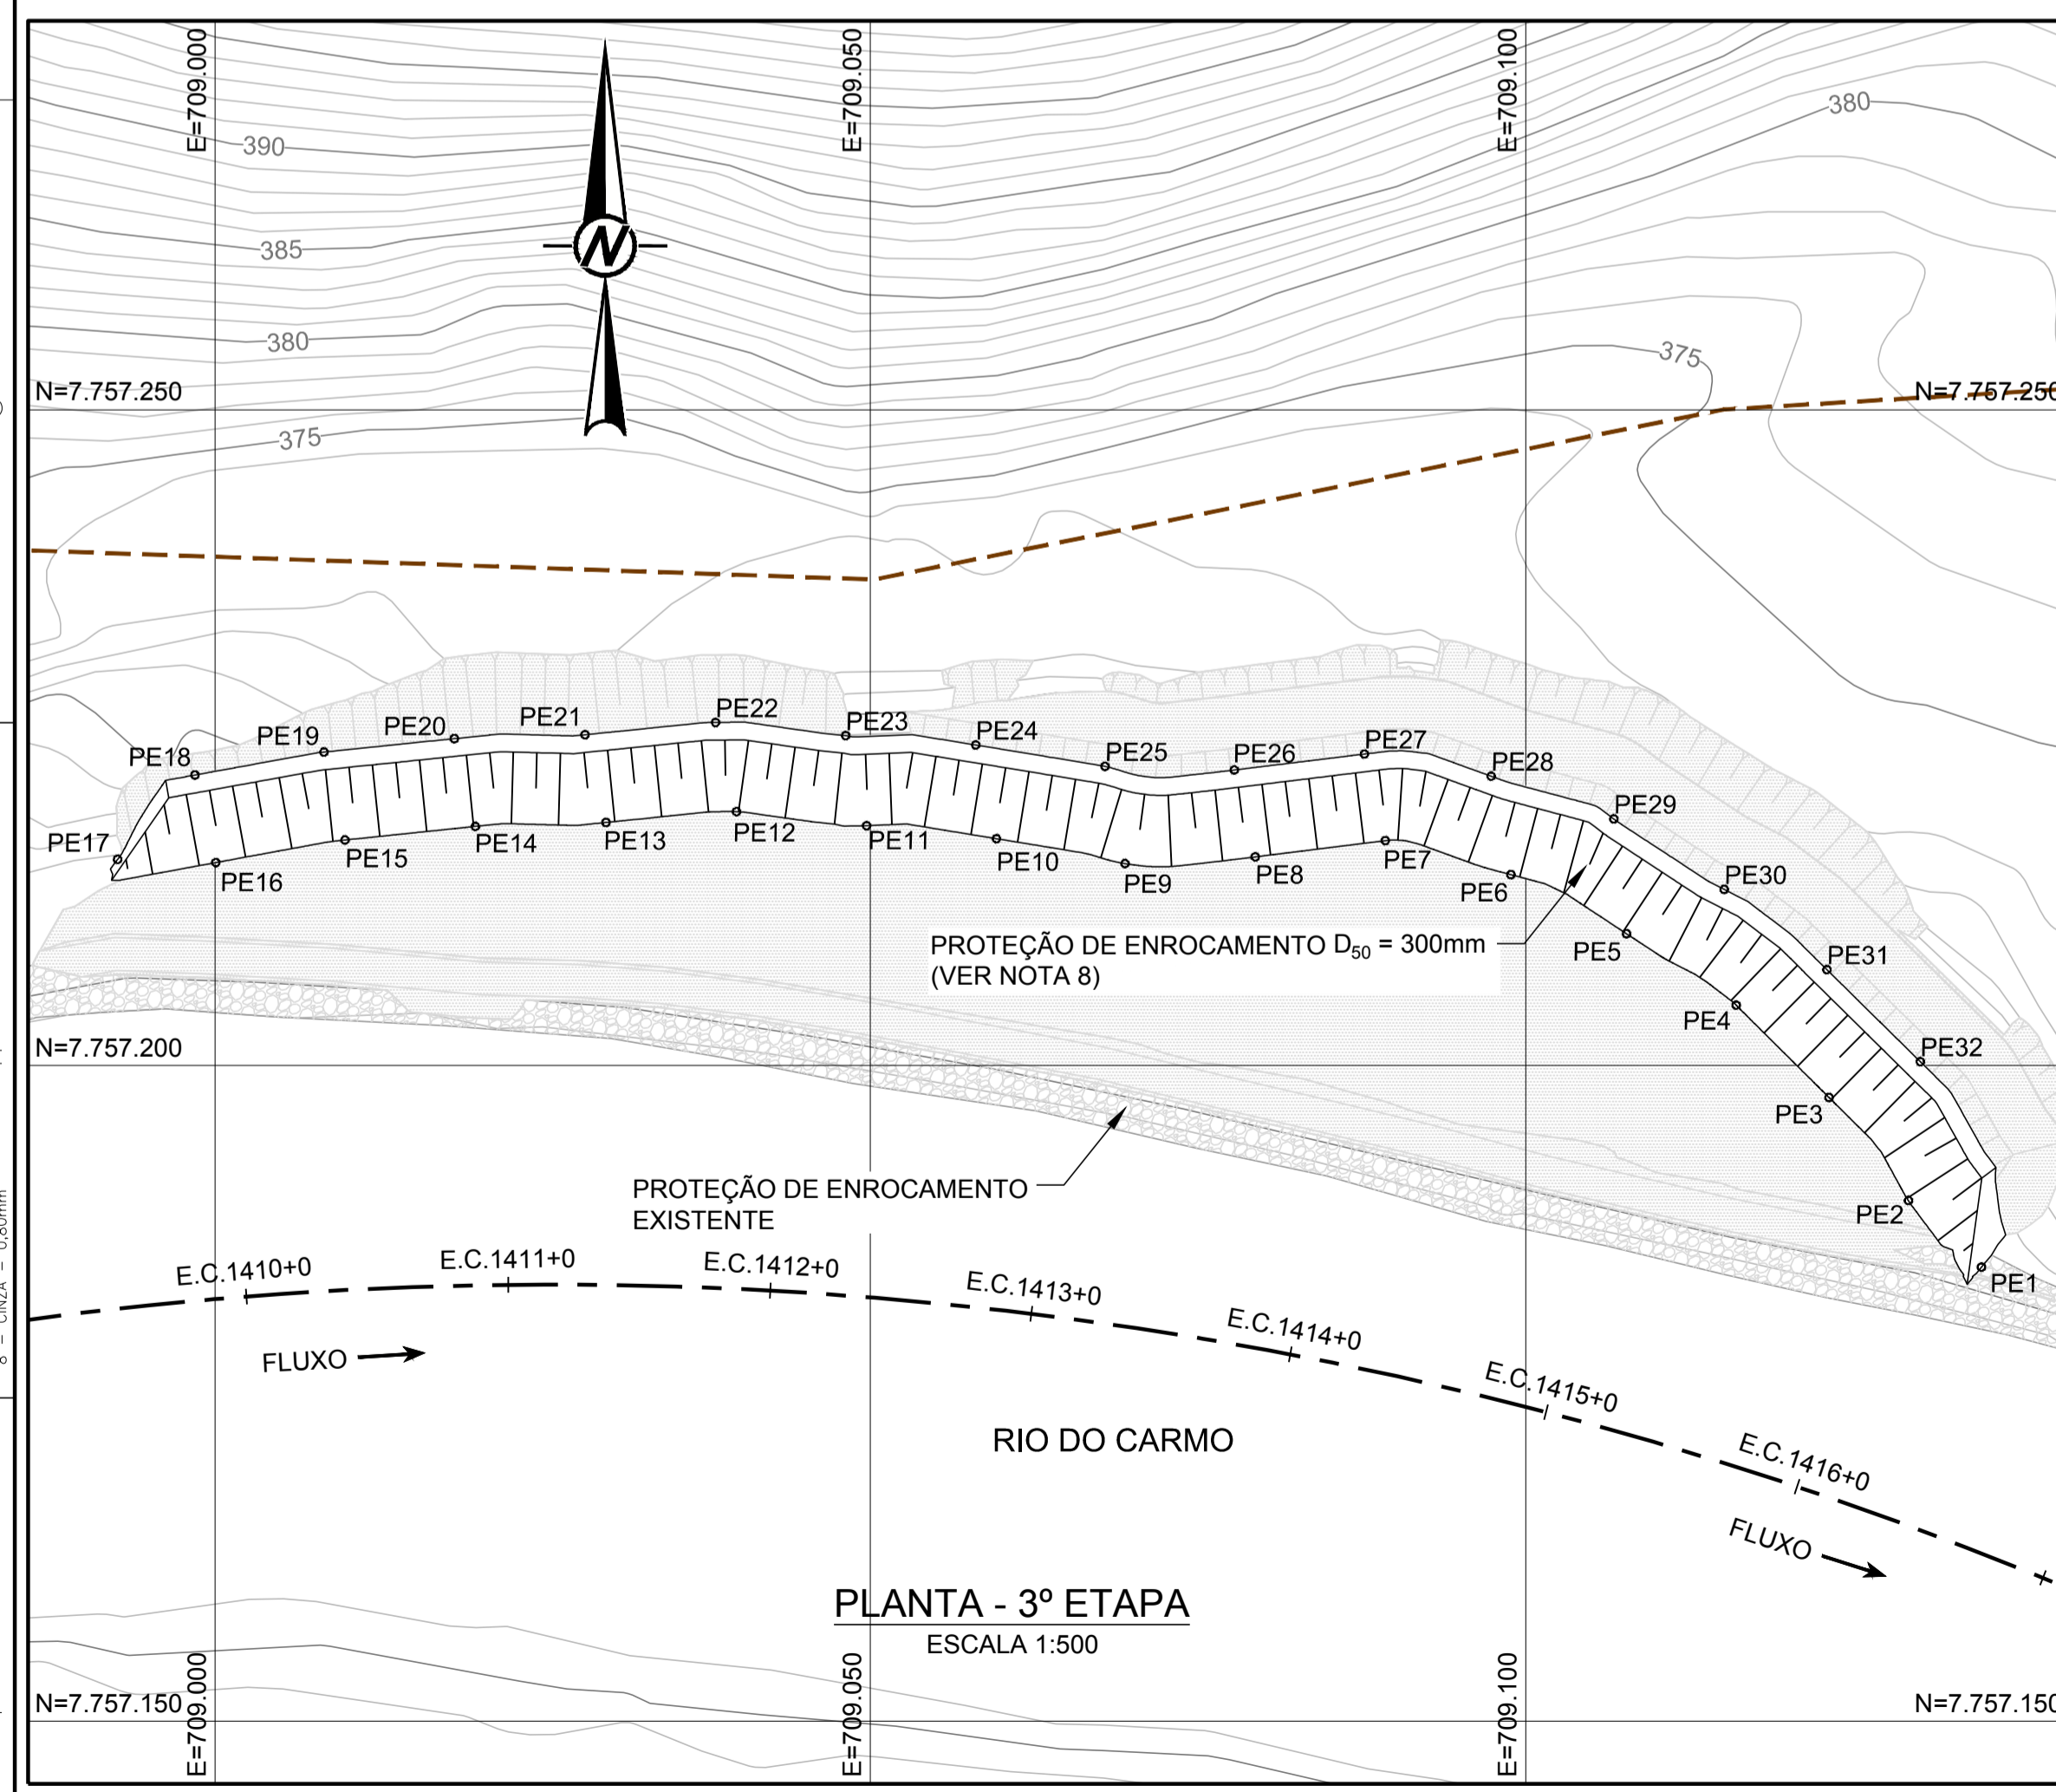 E=709.000
E=709.050
E=709.100
380
390
385
380
375
375
N
N=7.757.250
N=7.757.250
PE17
PE18
PE19
PE20
PE21
PE22
PE23
PE24
PE25
PE26
PE27
PE28
PE29
PE30
PE31
PE32
PE16
PE15
PE14
PE13
PE12
PE11
PE10
PE9
PE8
PE7
PE6
PE5
PE4
PE3
PE2
PE1
PROTEÇÃO DE ENROCAMENTO D50 = 300mm
(VER NOTA 8)
N=7.757.200
PROTEÇÃO DE ENROCAMENTO
EXISTENTE
E.C.1410+0
E.C.1411+0
E.C.1412+0
E.C.1413+0
E.C.1414+0
E.C.1415+0
E.C.1416+0
FLUXO
RIO DO CARMO
FLUXO
PLANTA - 3º ETAPA
ESCALA 1:500
N=7.757.150
N=7.757.150
E=709.000
E=709.050
E=709.100
8 - CINZA - 0,80mm